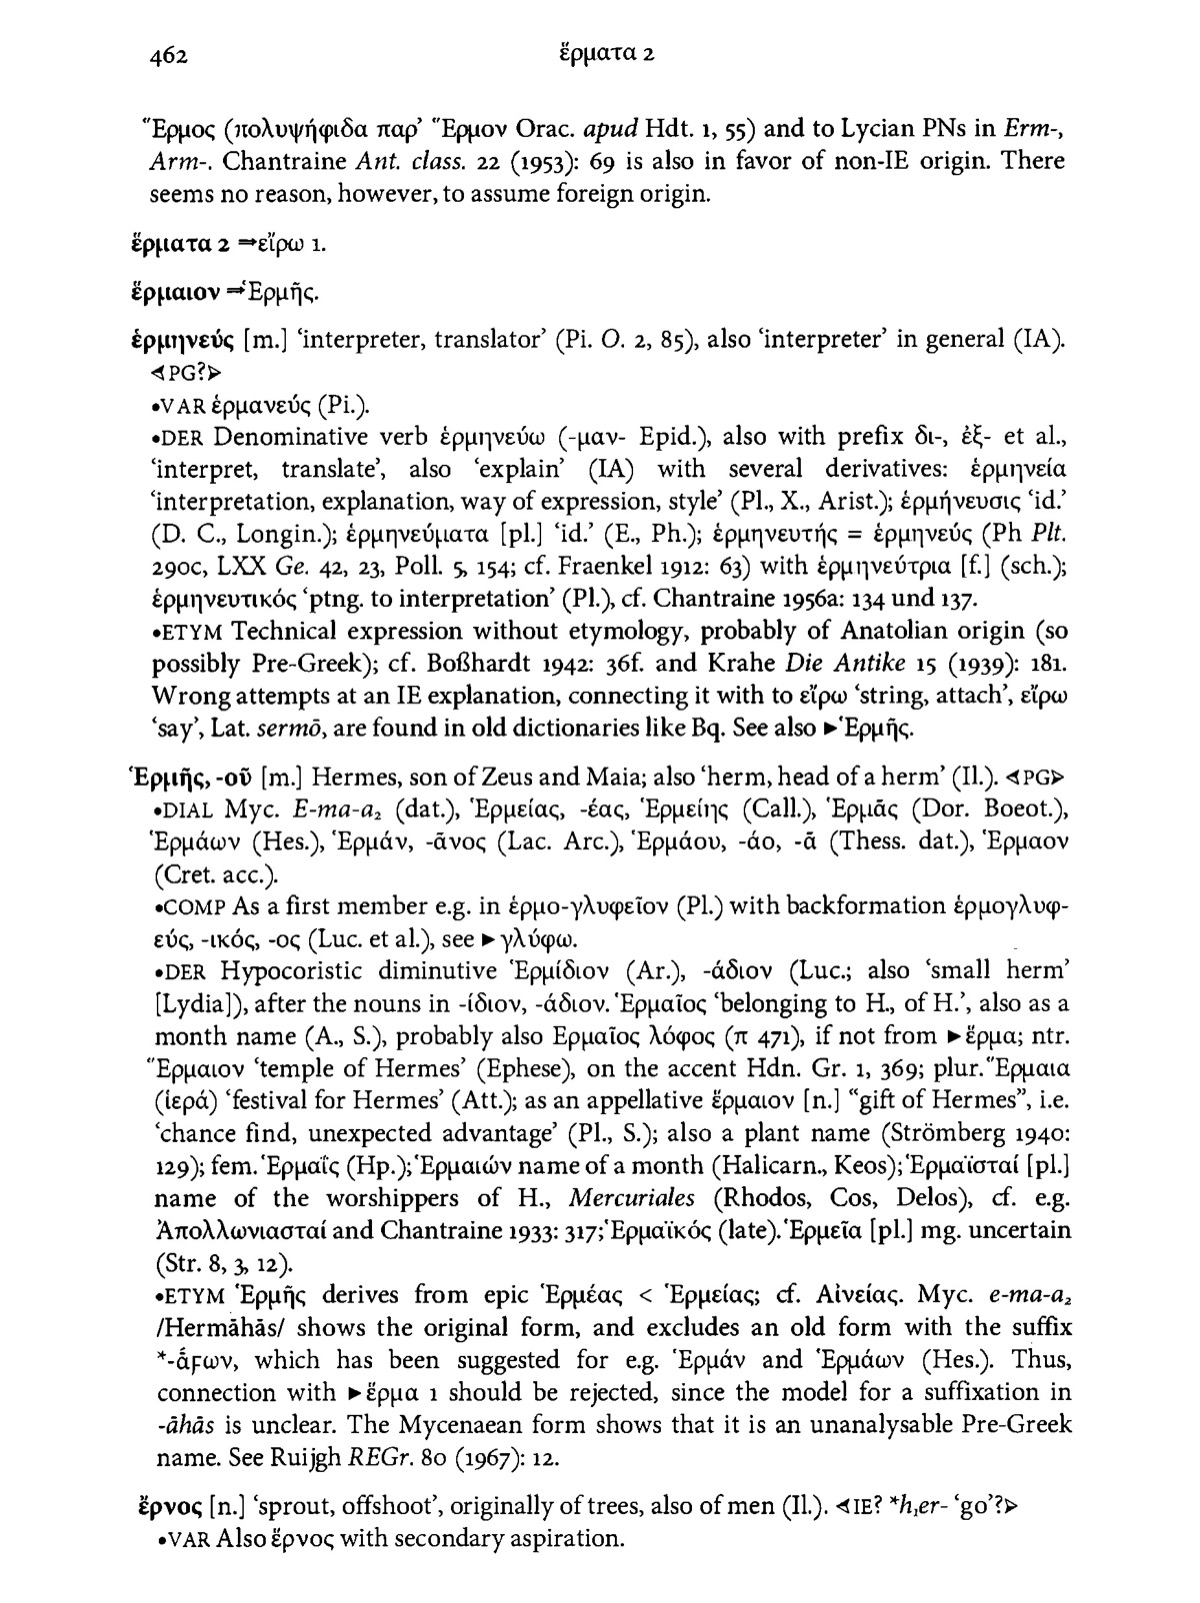 462 ἕρματα 2
Ἕρμος (πολυψήφιδα παρ’ Ἕρμον Orac. apud Hdt. 1, 55) and to Lycian PNs in Erm-,
Arm-. Chantraine Ant. class. 22 (1953): 69 is also in favor of non-IE origin. There
seems no reason, however, to assume foreign origin.
ἕρματα 2 ⇒εἴρω 1.
ἕρμαιον ⇒Ἑρμῆς.
ἑρμηνεύς [m.] ‘interpreter, translator’ (Pi. O. 2, 85), also ‘interpreter’ in general (IA).
⋖PG?⋗
•VAR ἑρμανεύς (Pi.).
•DER Denominative verb ἑρμηνεύω (-μαν- Epid.), also with prefix δι-, ἐξ- et al.,
‘interpret, translate’, also ‘explain’ (IA) with several derivatives: ἑρμηνεία
‘interpretation, explanation, way of expression, style’ (Pl., X., Arist.); ἑρμήνευσις ‘id.’
(D. C., Longin.); ἑρμηνεύματα [pl.] ‘id.’ (E., Ph.); ἑρμηνευτής = ἑρμηνεύς (Ph Plt.
290c, LXX Ge. 42, 23, Poll. 5, 154; cf. Fraenkel 1912: 63) with ἑρμηνεύτρια [f.] (sch.);
ἑρμηνευτικός ‘ptng. to interpretation’ (Pl.), cf. Chantraine 1956a: 134 und 137.
•ETYM Technical expression without etymology, probably of Anatolian origin (so
possibly Pre-Greek); cf. Boßhardt 1942: 36f. and Krahe Die Antike 15 (1939): 181.
Wrong attempts at an IE explanation, connecting it with to εἴρω ‘string, attach’, εἴρω
‘say’, Lat. sermō, are found in old dictionaries like Bq. See also ►Ἑρμῆς.
Ἑρμῆς, -οῦ [m.] Hermes, son of Zeus and Maia; also ‘herm, head of a herm’ (Il.). ⋖PG⋗
•DIAL Myc. E-ma-a₂ (dat.), Ἑρμείας, -έας, Ἑρμείης (Call.), Ἑρμᾶς (Dor. Boeot.),
Ἑρμάων (Hes.), Ἑρμάν, -ᾶνος (Lac. Arc.), Ἑρμάου, -άο, -ᾶ (Thess. dat.), Ἑρμαον
(Cret. acc.).
•COMP As a first member e.g. in ἑρμο-γλυφεῖον (Pl.) with backformation ἑρμογλυφ-
εύς, -ικός, -ος (Luc. et al.), see ►γλύφω.
•DER Hypocoristic diminutive Ἑρμίδιον (Ar.), -άδιον (Luc.; also ‘small herm’
[Lydia]), after the nouns in -ίδιον, -άδιον. Ἑρμαῖος ‘belonging to H., of H.’, also as a
month name (A., S.), probably also Ερμαῖος λόφος (π 471), if not from ►ἕρμα; ntr.
Ἕρμαιον ‘temple of Hermes’ (Ephese), on the accent Hdn. Gr. 1, 369; plur. Ἕρμαια
(ἱερά) ‘festival for Hermes’ (Att.); as an appellative ἕρμαιον [n.] “gift of Hermes”, i.e.
‘chance find, unexpected advantage’ (Pl., S.); also a plant name (Strömberg 1940:
129); fem. Ἑρμαΐς (Hp.); Ἑρμαιών name of a month (Halicarn., Keos); Ἑρμαϊσταί [pl.]
name of the worshippers of H., Mercuriales (Rhodos, Cos, Delos), cf. e.g.
Ἀπολλωνιασταί and Chantraine 1933: 317; Ἑρμαϊκός (late). Ἑρμεῖα [pl.] mg. uncertain
(Str. 8, 3, 12).
•ETYM Ἑρμῆς derives from epic Ἑρμέας < Ἑρμείας; cf. Αἰνείας. Myc. e-ma-a₂
/Hermāhās/ shows the original form, and excludes an old form with the suffix
*-ᾱ́ϝων, which has been suggested for e.g. Ἑρμάν and Ἑρμάων (Hes.). Thus,
connection with ►ἕρμα 1 should be rejected, since the model for a suffixation in
-āhās is unclear. The Mycenaean form shows that it is an unanalysable Pre-Greek
name. See Ruijgh REGr. 80 (1967): 12.
ἔρνος [n.] ‘sprout, offshoot’, originally of trees, also of men (Il.). ⋖IE? *h₁er- ‘go’?⋗
•VAR Also ἕρνος with secondary aspiration.